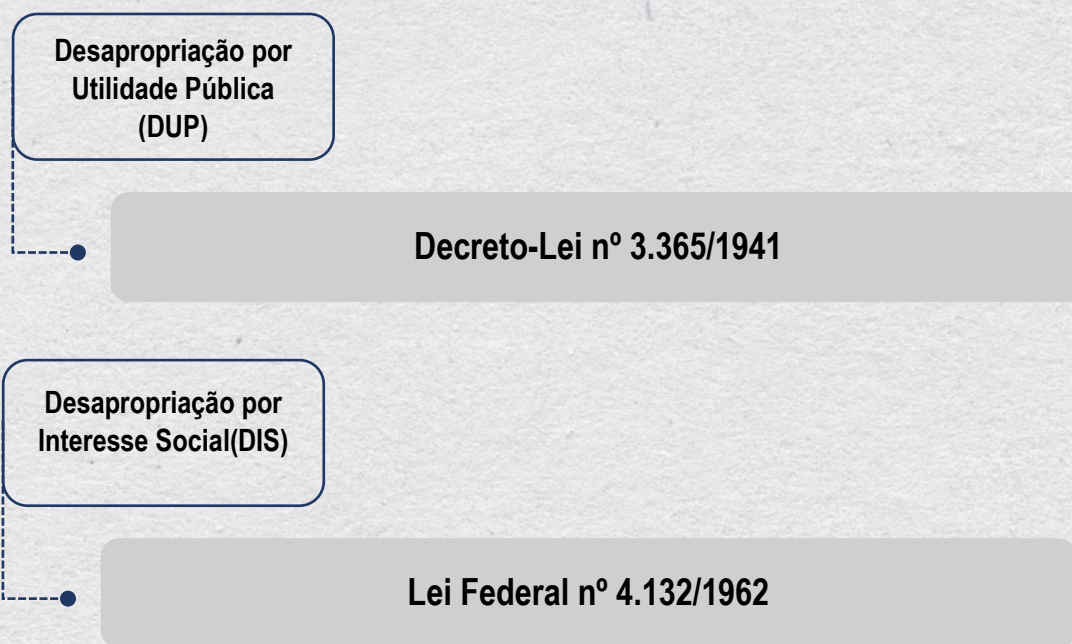 Desapropriação por
Utilidade Pública
(DUP)
Decreto-Lei nº 3.365/1941
Desapropriação por
Interesse Social(DIS)
Lei Federal nº 4.132/1962